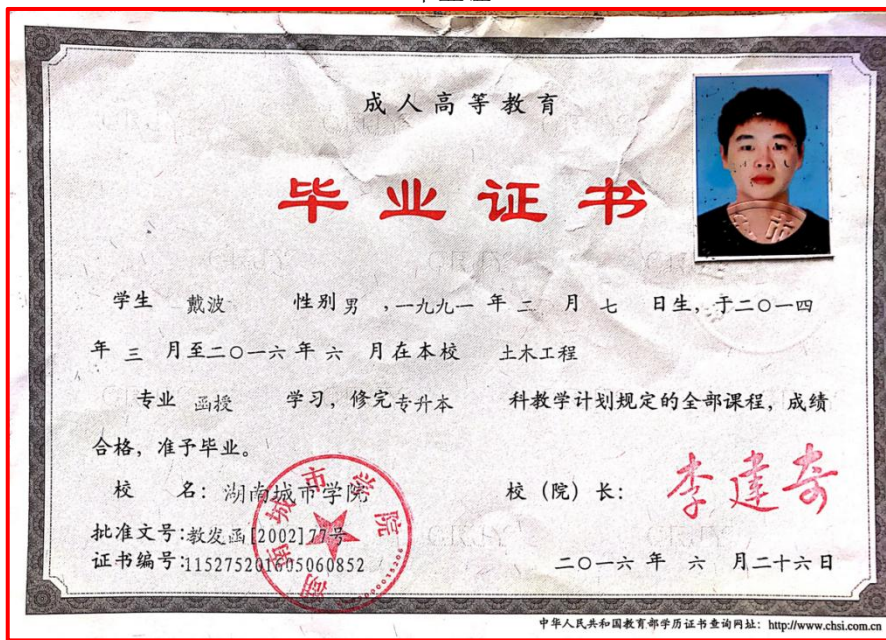 成人高等教育
毕业证书
学生 戴波 性别 男 ，一九九一 年 二 月 七 日生，于二〇一四
年 三 月至二〇一六 年 六 月在本校 土木工程
专业 函授 学习，修完 专升本 科教学计划规定的全部课程，成绩
合格，准予毕业。
校 名：湖南城市学院
校（院）长：李建奇
批准文号：教发函[2002]77号
证书编号：115275201605060852
二〇一六 年 六 月二十六日
湖南城市学院
中华人民共和国教育部学历证书查询网址：http://www.chsi.com.cn